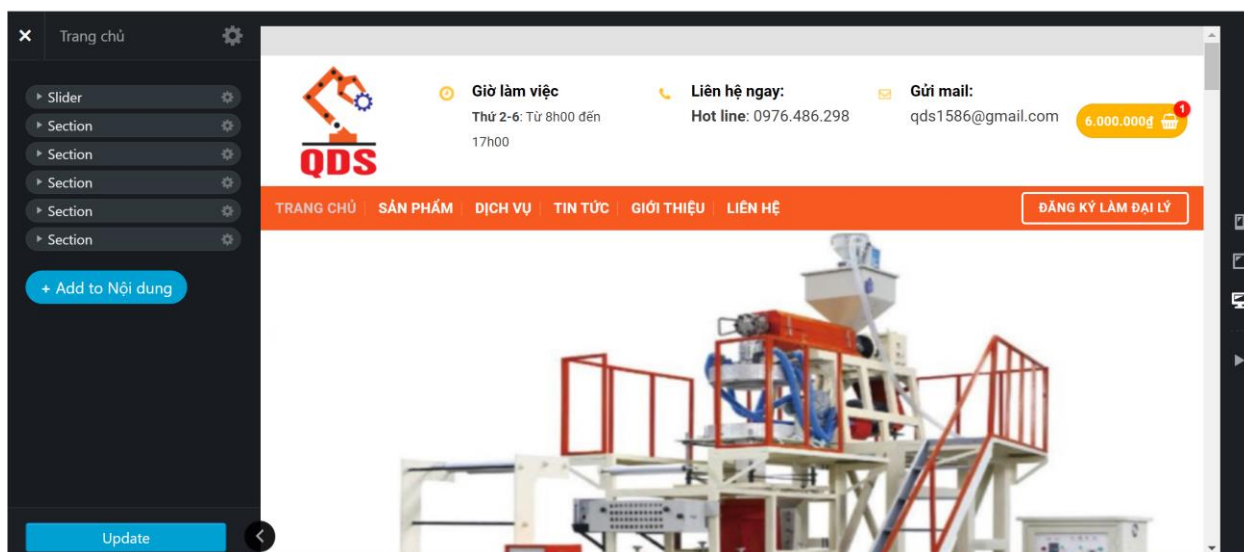 Trang chủ
Slider
Section
Section
Section
Section
Section
+ Add to Nội dung
Update
QDS
Giờ làm việc
Thứ 2-6: Từ 8h00 đến
17h00
Liên hệ ngay:
Hot line: 0976.486.298
Gửi mail:
qds1586@gmail.com
6.000.000₫
1
TRANG CHỦ
SẢN PHẨM
DỊCH VỤ
TIN TỨC
GIỚI THIỆU
LIÊN HỆ
ĐĂNG KÝ LÀM ĐẠI LÝ